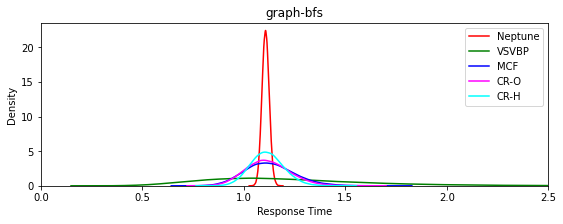 graph-bfs
Density
20
15
10
5
0
0.0
0.5
1.0
1.5
2.0
2.5
Response Time
Neptune
VSVBP
MCF
CR-O
CR-H